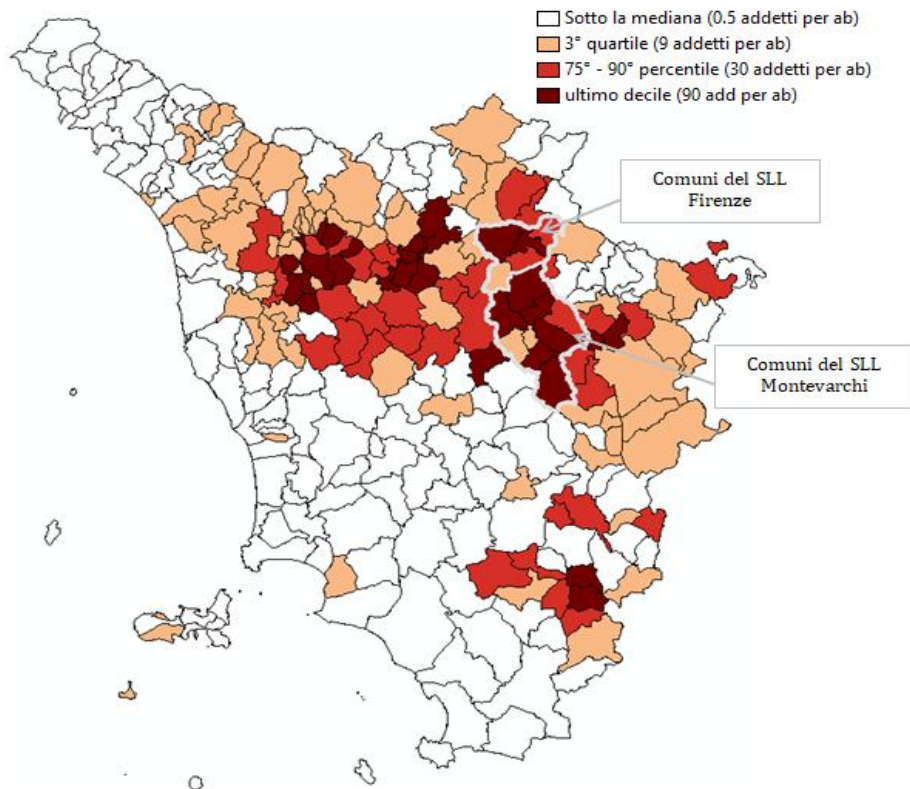 Sotto la mediana (0.5 addetti per ab)
3° quartile (9 addetti per ab)
75° - 90° percentile (30 addetti per ab)
ultimo decile (90 add per ab)
Comuni del SLL
Firenze
Comuni del SLL
Montevarchi